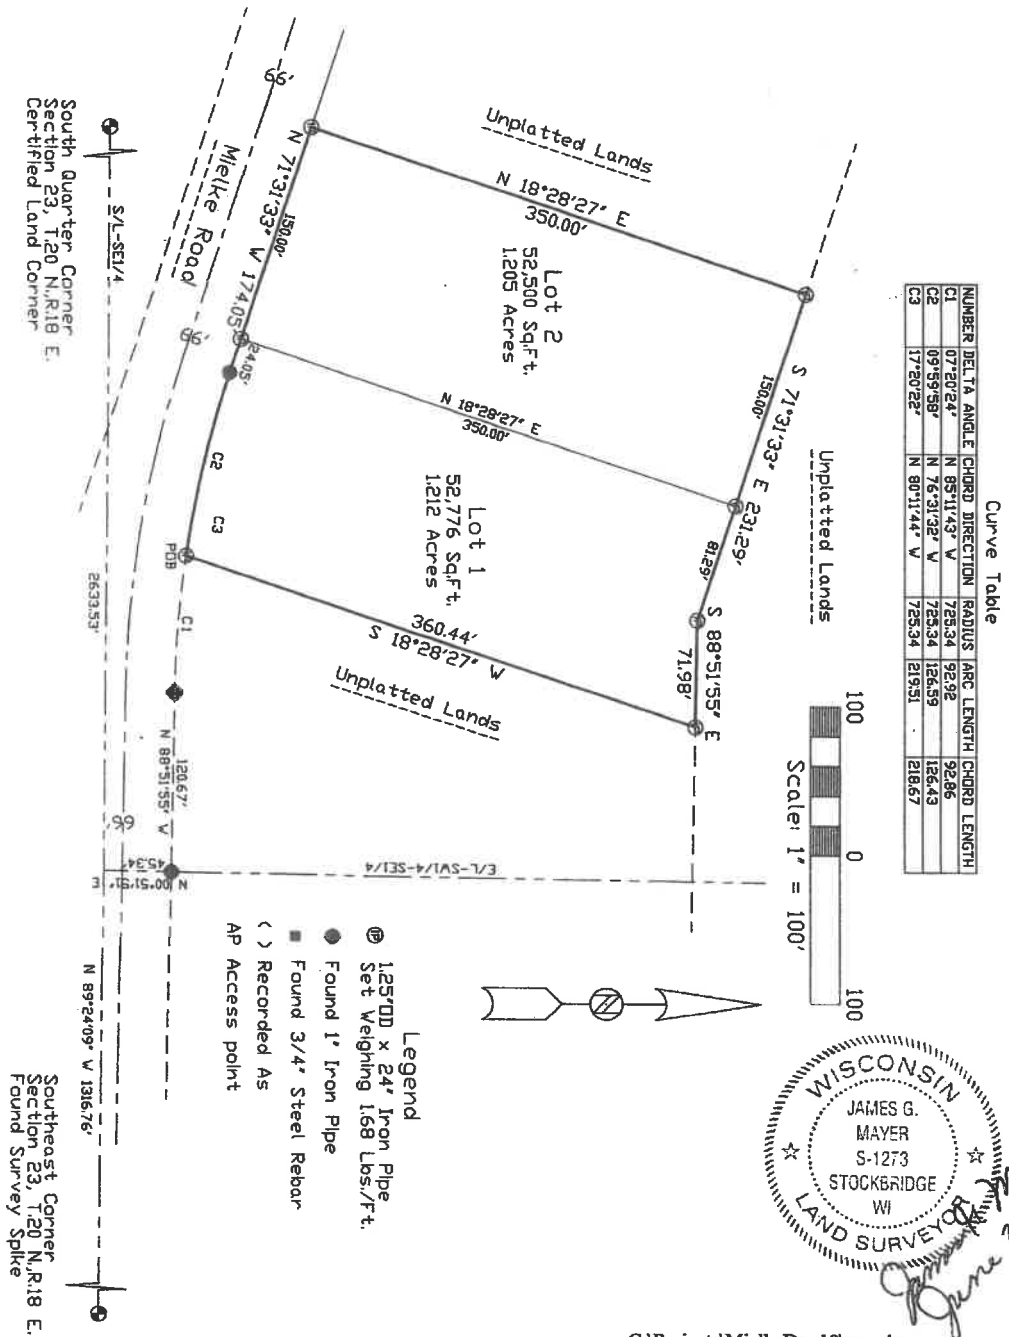 Curve Table
NUMBER DELTA ANGLE CHORD DIRECTION RADIUS ARC LENGTH CHORD LENGTH
C1 07°20'24" N 85°11'43" W 725.34 92.92 92.86
C2 09°59'58" N 76°31'32" W 725.34 126.59 126.43
C3 17°20'22" N 80°11'44" W 725.34 219.51 218.67
100 0 100
Scale: 1" = 100'
Unplatted Lands
S 71°31'33" E 231.29'
150.00'
81.29'
S 88°51'55" E
71.98'
Unplatted Lands
N 18°28'27" E
350.00'
Lot 2
52,500 Sq.Ft.
1.205 Acres
N 18°28'27" E
350.00'
Lot 1
52,776 Sq.Ft.
1.212 Acres
360.44'
S 18°28'27" W
Unplatted Lands
N 71°31'33" W 174.05'
150.00'
24.05'
C2
C3
POB
C1
120.67'
N 88°51'55" W
66'
Mielke Road
66'
66'
45.34'
N 00°51'51" E
E/L-SW1/4-SE1/4
S/L-SE1/4
2633.53'
N 89°24'09" W 1316.76'
South Quarter Corner
Section 23, T.20 N.,R.18 E.
Certified Land Corner
Southeast Corner
Section 23, T.20 N.,R.18 E.
Found Survey Spike
Legend
IP 1.25"OD x 24" Iron Pipe
Set Weighing 1.68 Lbs./Ft.
Found 1" Iron Pipe
Found 3/4" Steel Rebar
( ) Recorded As
AP Access point
WISCONSIN
JAMES G.
MAYER
S-1273
STOCKBRIDGE
WI
LAND SURVEYOR
June